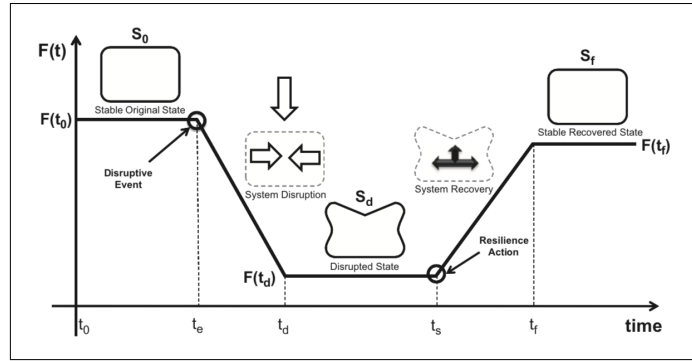 S0
Sf
F(t)
Stable Original State
Stable Recovered State
F(t0)
F(tf)
Disruptive
Event
System Disruption
System Recovery
Sd
Resilience
Action
Disrupted State
F(td)
t0
te
td
ts
tf
time